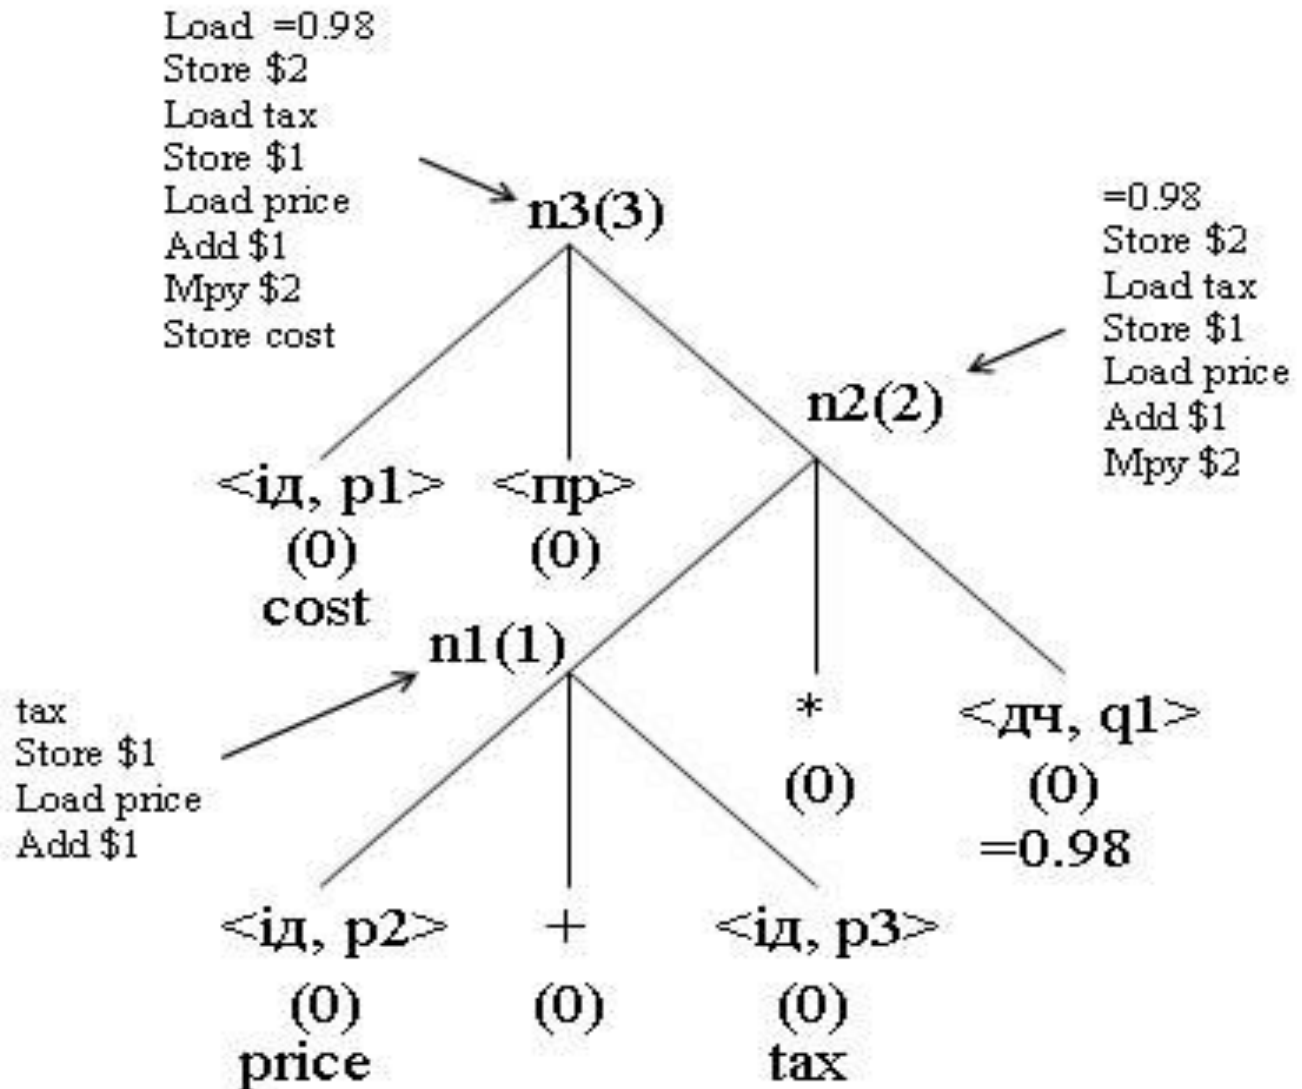 Load =0.98
Store $2
Load tax
Store $1
Load price
Add $1
Mpy $2
Store cost
n3(3)
=0.98
Store $2
Load tax
Store $1
Load price
Add $1
Mpy $2
n2(2)
<ід, p1> <пр>
(0) (0)
cost
n1(1)
tax
Store $1
Load price
Add $1
* <дч, q1>
(0) (0)
=0.98
<ід, p2> + <ід, p3>
(0) (0) (0)
price tax